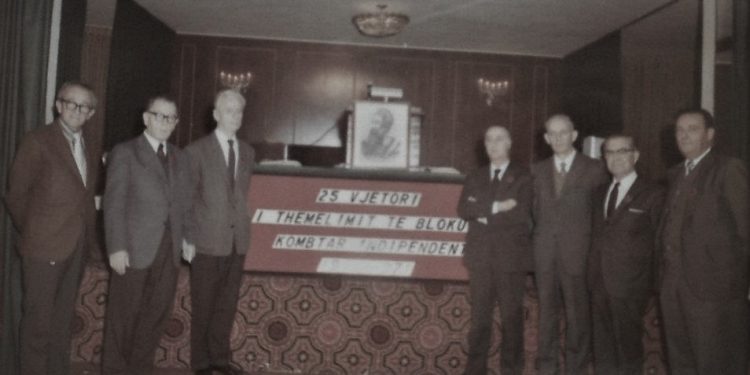 25 VJETORI
I THEMELIMIT TE BLOKU
KOMBTAR INDIPENDENT